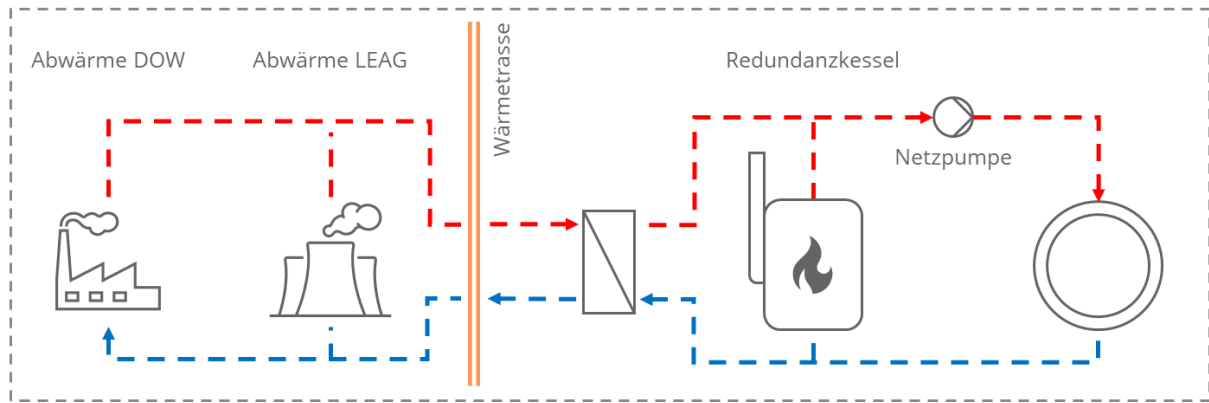 Abwärme DOW
Abwärme LEAG
Wärmetrasse
Redundanzkessel
Netzpumpe